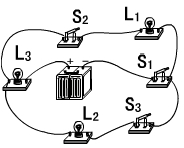 S₂ L₁
L₃ + S₁
L₂ S₃